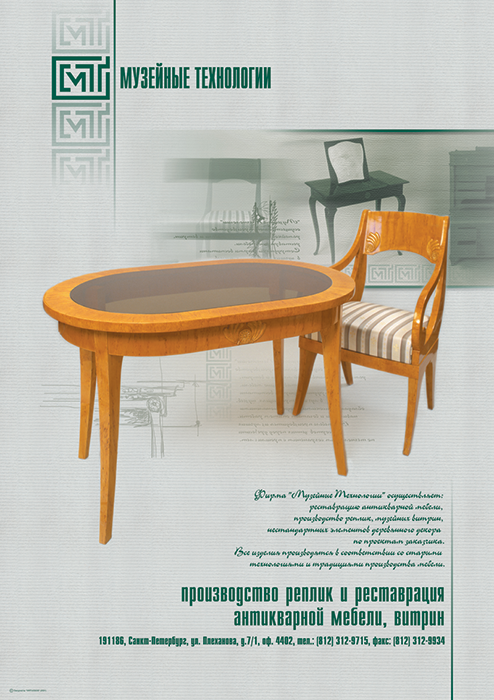 МУЗЕЙНЫЕ ТЕХНОЛОГИИ
Фирма "Музейные Технологии" осуществляет:
реставрацию антикварной мебели,
производство реплик, музейных витрин,
нестандартных элементов деревянного декора
по проектам заказчика.
Все изделия производятся в соответствии со старыми
технологиями и традициями производства мебели.
производство реплик и реставрация
антикварной мебели, витрин
191186, Санкт-Петербург, ул. Плеханова, д.7/1, оф. 4402, тел.: (812) 312-9715, факс: (812) 312-9934